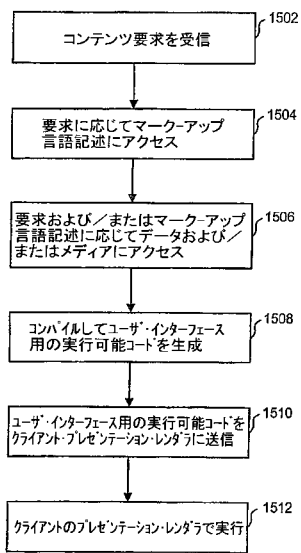 コンテンツ要求を受信
1502
要求に応じてマーク-アップ
言語記述にアクセス
1504
要求および/またはマーク-アップ
言語記述に応じてデータおよび/
またはメディアにアクセス
1506
コンパイルしてユーザ・インターフェース
用の実行可能コードを生成
1508
ユーザ・インターフェース用の実行可能コードを
クライアント・プレゼンテーション・レンダラに送信
1510
クライアントのプレゼンテーション・レンダラで実行
1512